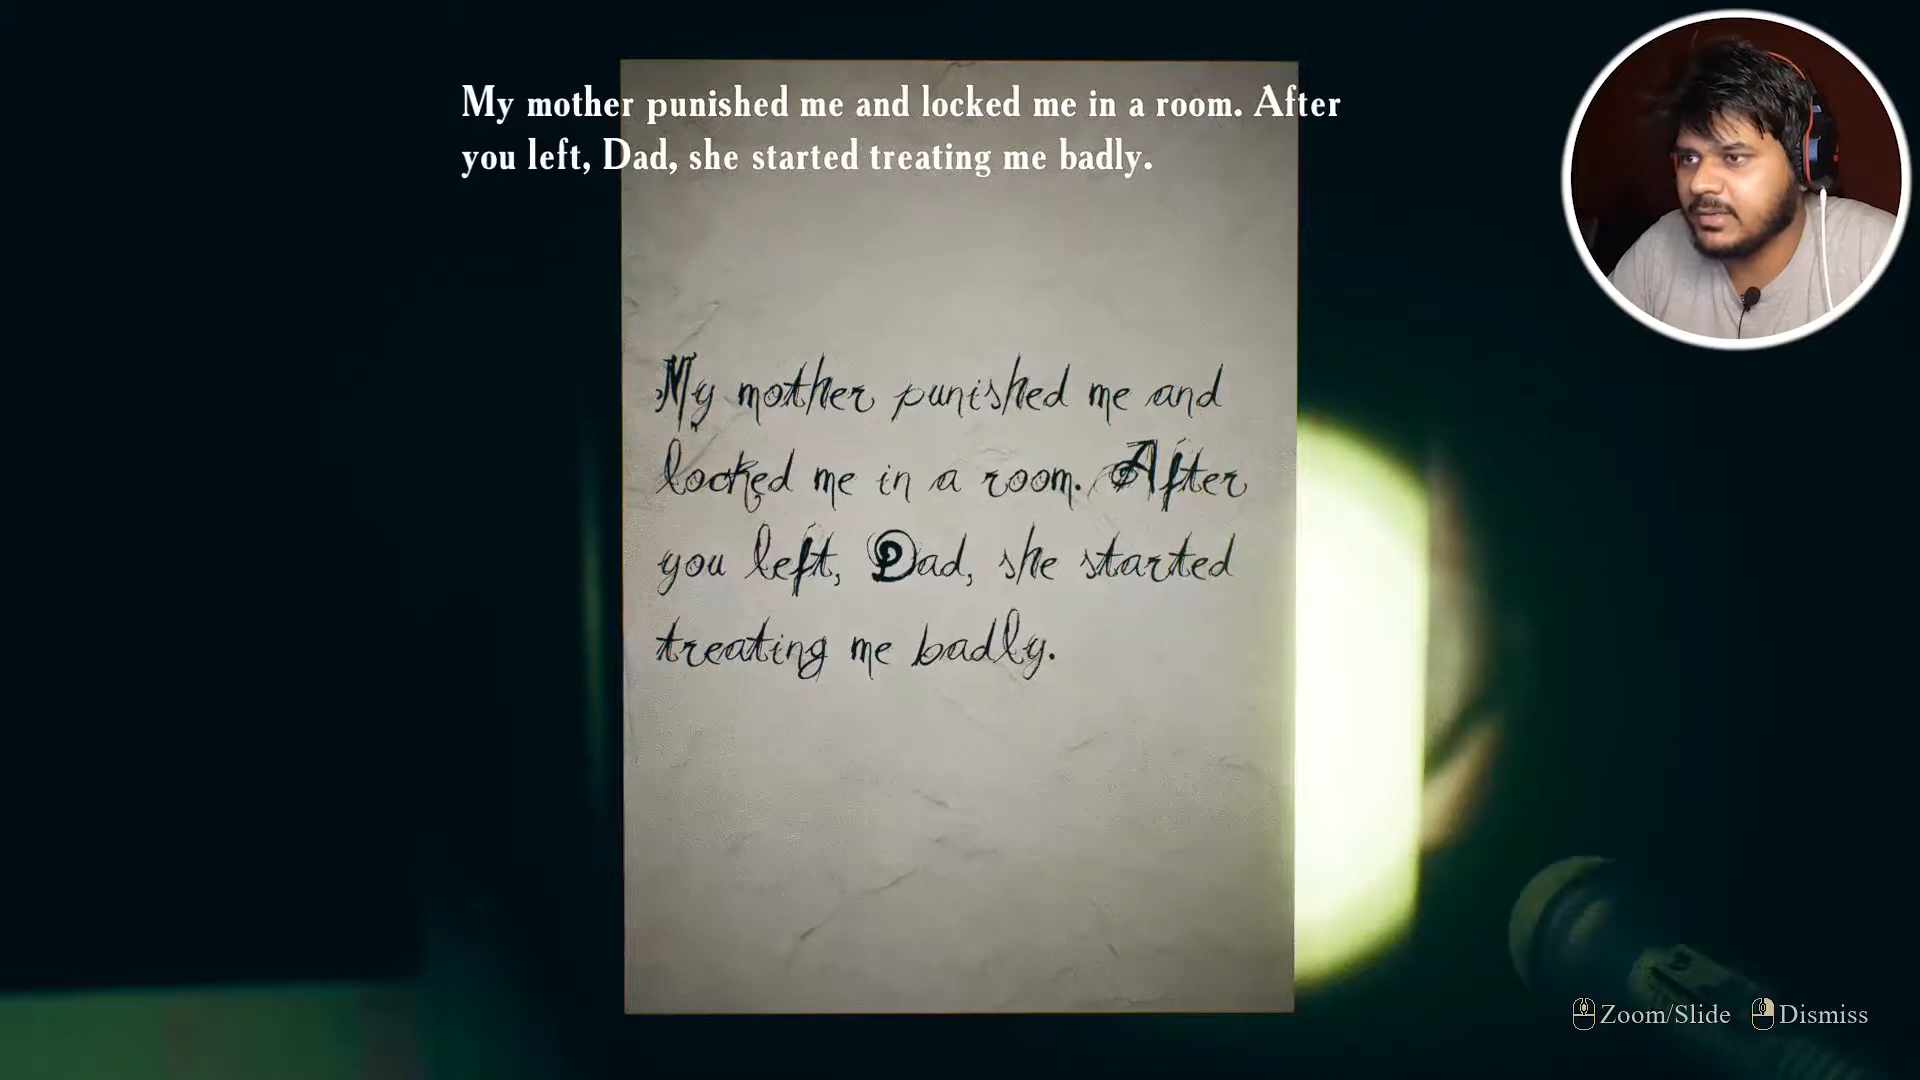 My mother punished me and locked me in a room. After
you left, Dad, she started treating me badly.
My mother punished me and
locked me in a room. After
you left, Dad, she started
treating me badly.
Zoom/Slide Dismiss